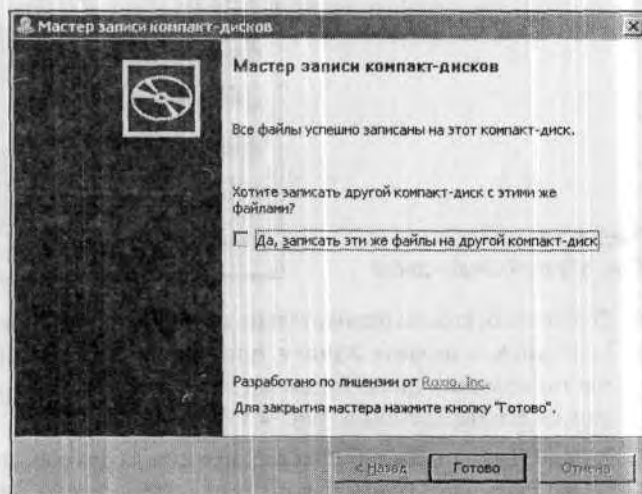 Мастер записи компакт-дисков
Мастер записи компакт-дисков
Все файлы успешно записаны на этот компакт-диск.
Хотите записать другой компакт-диск с этими же
файлами?
Да, записать эти же файлы на другой компакт-диск
Разработано по лицензии от Roxio, Inc.
Для закрытия мастера нажмите кнопку "Готово".
< Назад
Готово
Отмена